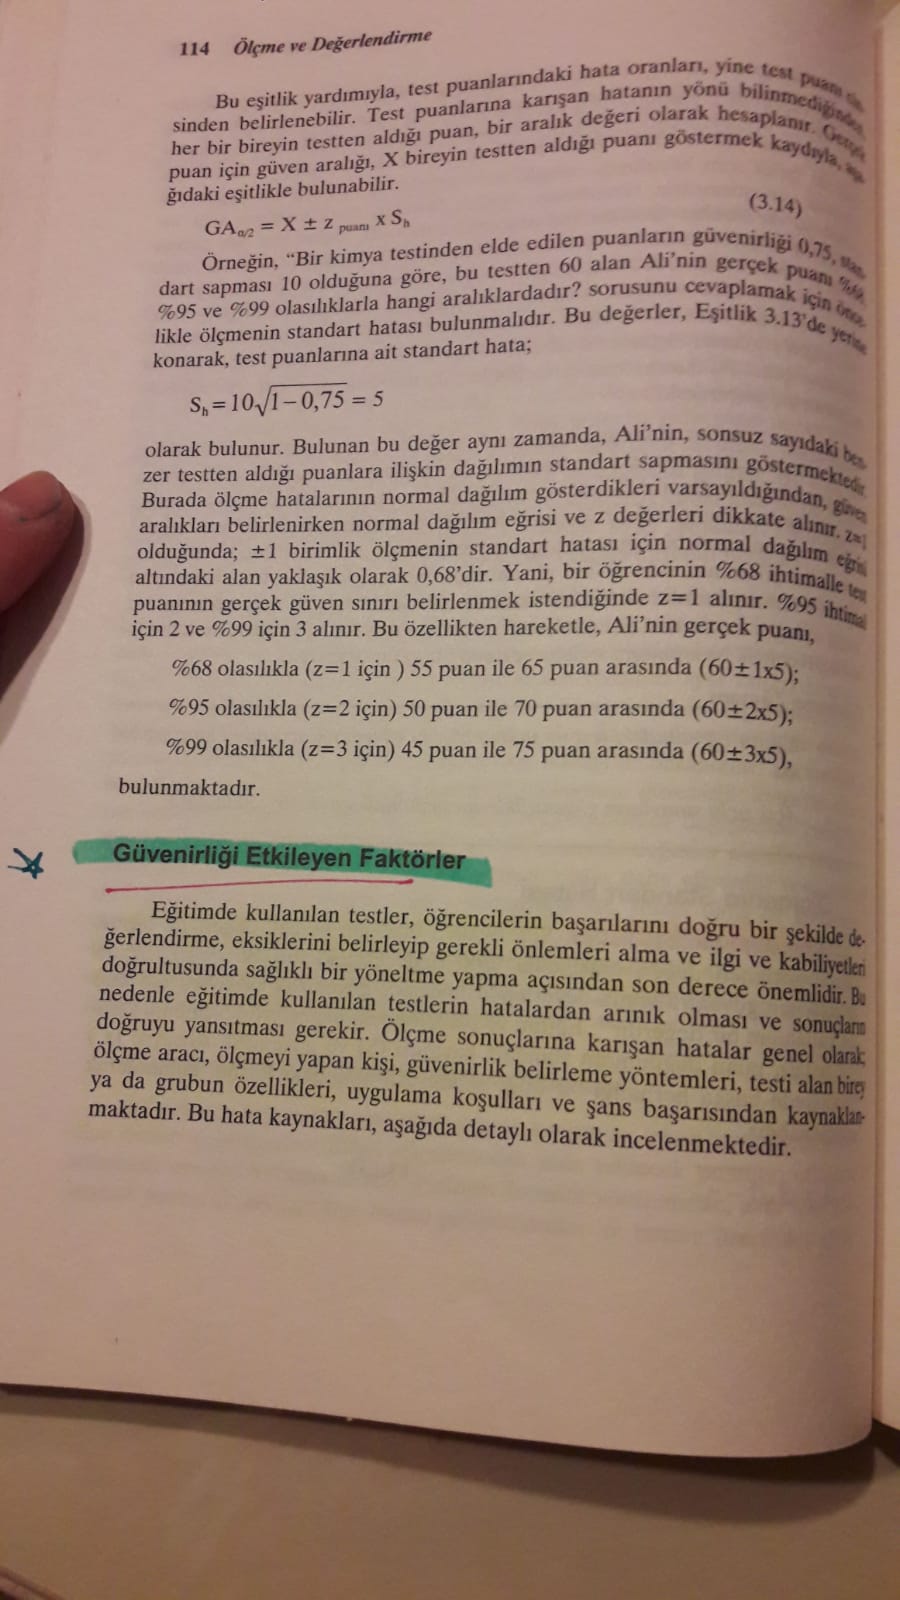 114 Ölçme ve Değerlendirme
Bu eşitlik yardımıyla, test puanlarındaki hata oranları, yine test puanı
sinden belirlenebilir. Test puanlarına karışan hatanın yönü bilinmediğinden,
her bir bireyin testten aldığı puan, bir aralık değeri olarak hesaplanır. Gerçek
puan için güven aralığı, X bireyin testten aldığı puanı göstermek kaydıyla, aşa-
ğıdaki eşitlikle bulunabilir.
GAα/2 = X ± z puanı x Sh
(3.14)
Örneğin, “Bir kimya testinden elde edilen puanların güvenirliği 0,75, stan-
dart sapması 10 olduğuna göre, bu testten 60 alan Ali’nin gerçek puanı %68,
%95 ve %99 olasılıklarla hangi aralıklardadır? sorusunu cevaplamak için önce-
likle ölçmenin standart hatası bulunmalıdır. Bu değerler, Eşitlik 3.13’de yerine
konarak, test puanlarına ait standart hata;
Sh = 10√1 – 0,75 = 5
olarak bulunur. Bulunan bu değer aynı zamanda, Ali’nin, sonsuz sayıdaki ben-
zer testten aldığı puanlara ilişkin dağılımın standart sapmasını göstermektedir.
Burada ölçme hatalarının normal dağılım gösterdikleri varsayıldığından, güven
aralıkları belirlenirken normal dağılım eğrisi ve z değerleri dikkate alınır. z=1
olduğunda; ±1 birimlik ölçmenin standart hatası için normal dağılım eğrisi
altındaki alan yaklaşık olarak 0,68’dir. Yani, bir öğrencinin %68 ihtimalle test
puanının gerçek güven sınırı belirlenmek istendiğinde z=1 alınır. %95 ihtimal
için 2 ve %99 için 3 alınır. Bu özellikten hareketle, Ali’nin gerçek puanı,
%68 olasılıkla (z=1 için ) 55 puan ile 65 puan arasında (60±1x5);
%95 olasılıkla (z=2 için) 50 puan ile 70 puan arasında (60±2x5);
%99 olasılıkla (z=3 için) 45 puan ile 75 puan arasında (60±3x5),
bulunmaktadır.
Güvenirliği Etkileyen Faktörler
Eğitimde kullanılan testler, öğrencilerin başarılarını doğru bir şekilde de-
ğerlendirme, eksiklerini belirleyip gerekli önlemleri alma ve ilgi ve kabiliyetleri
doğrultusunda sağlıklı bir yöneltme yapma açısından son derece önemlidir. Bu
nedenle eğitimde kullanılan testlerin hatalardan arınık olması ve sonuçların
doğruyu yansıtması gerekir. Ölçme sonuçlarına karışan hatalar genel olarak;
ölçme aracı, ölçmeyi yapan kişi, güvenirlik belirleme yöntemleri, testi alan birey
ya da grubun özellikleri, uygulama koşulları ve şans başarısından kaynaklan-
maktadır. Bu hata kaynakları, aşağıda detaylı olarak incelenmektedir.